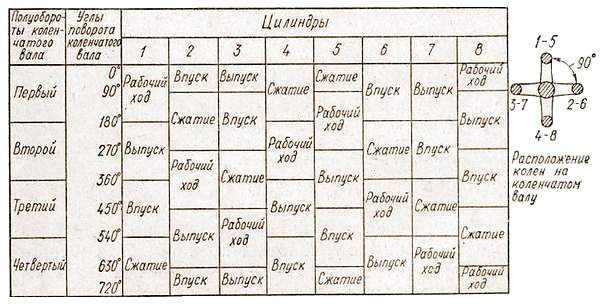 Полуобороты коленчатого вала
Углы поворота коленчатого вала
Цилиндры
1 2 3 4 5 6 7 8
Первый
Второй
Третий
Четвертый
0°
90°
180°
270°
360°
450°
540°
630°
720°
Рабочий ход
Выпуск
Впуск
Сжатие
Впуск
Сжатие
Рабочий ход
Выпуск
Впуск
Выпуск
Впуск
Сжатие
Рабочий ход
Выпуск
Сжатие
Рабочий ход
Выпуск
Впуск
Сжатие
Рабочий ход
Выпуск
Впуск
Сжатие
Впуск
Сжатие
Рабочий ход
Выпуск
Выпуск
Впуск
Сжатие
Рабочий ход
Рабочий ход
Выпуск
Впуск
Сжатие
Рабочий ход
1-5
90°
3-7
2-6
4-8
Расположение
колен на
коленчатом
валу